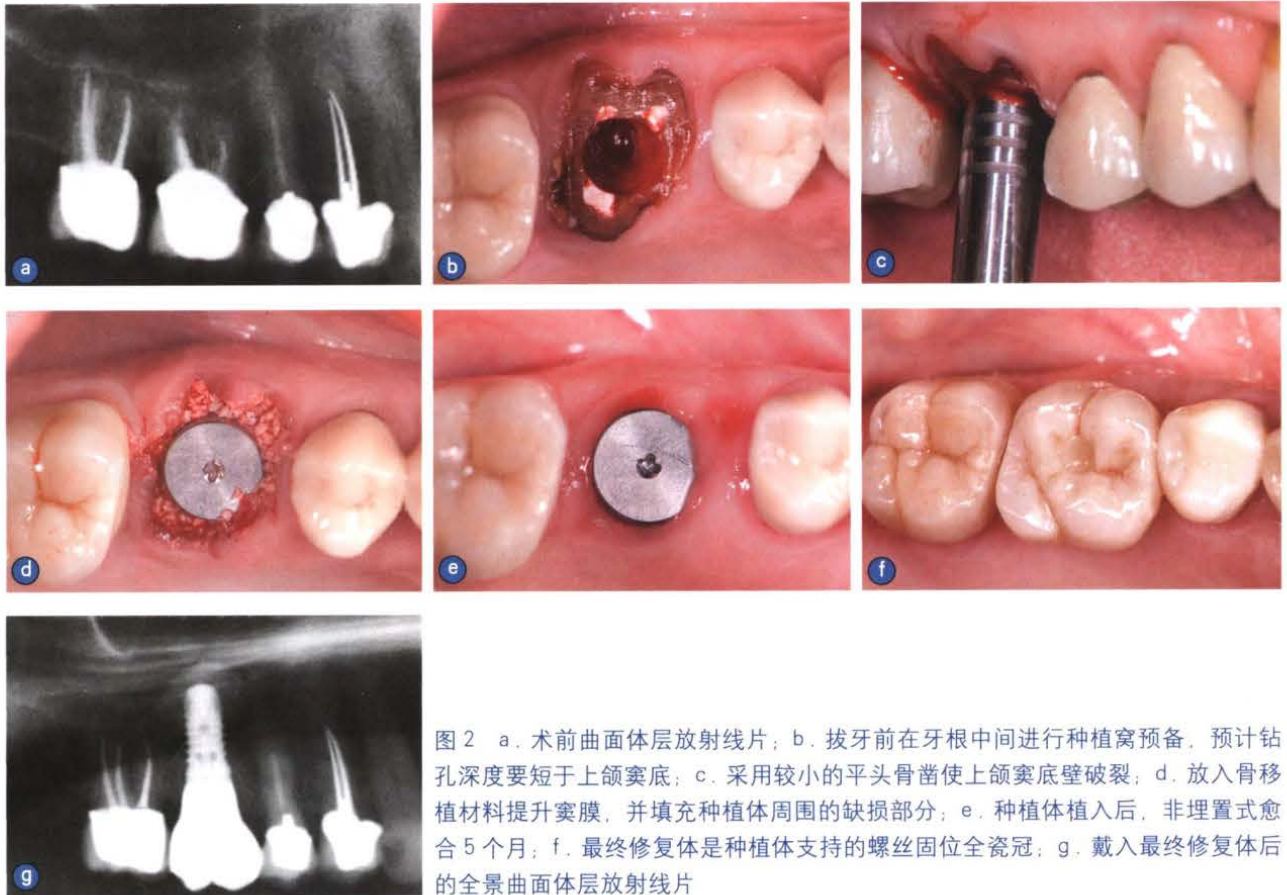 a
b
c
d
e
f
g
图2 a. 术前曲面体层放射线片；b. 拔牙前在牙根中间进行种植窝预备，预计钻
孔深度要短于上颌窦底；c. 采用较小的平头骨凿使上颌窦底壁破裂；d. 放入骨移
植材料提升窦膜，并填充种植体周围的缺损部分；e. 种植体植入后，非埋置式愈
合5个月；f. 最终修复体是种植体支持的螺丝固位全瓷冠；g. 戴入最终修复体后
的全景曲面体层放射线片